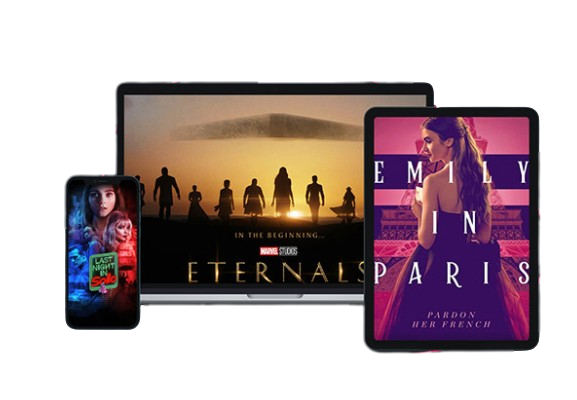 LAST
NIGHT
IN
Soho
IN THE BEGINNING...
MARVEL STUDIOS
ETERNALS
EMILY
IN
PARIS
PARDON
HER FRENCH